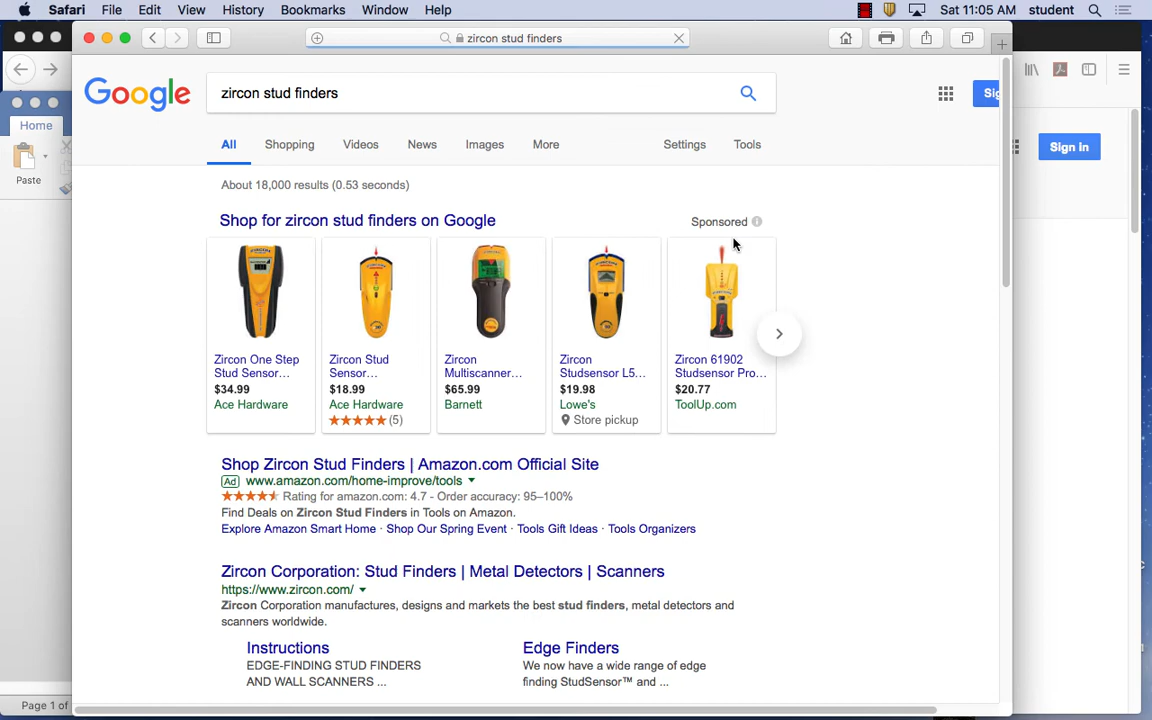 Safari File Edit View History Bookmarks Window Help Sat 11:05 AM student
zircon stud finders
Google zircon stud finders
Home
Paste
Sign in
All Shopping Videos News Images More Settings Tools
About 18,000 results (0.53 seconds)
Shop for zircon stud finders on Google Sponsored
Zircon One Step
Stud Sensor...
$34.99
Ace Hardware
Zircon Stud
Sensor...
$18.99
Ace Hardware
(5)
Zircon
Multiscanner...
$65.99
Barnett
Zircon
Studsensor L5...
$19.98
Lowe's
Store pickup
Zircon 61902
Studsensor Pro...
$20.77
ToolUp.com
Shop Zircon Stud Finders | Amazon.com Official Site
Ad www.amazon.com/home-improve/tools
Rating for amazon.com: 4.7 - Order accuracy: 95–100%
Find Deals on Zircon Stud Finders in Tools on Amazon.
Explore Amazon Smart Home · Shop Our Spring Event · Tools Gift Ideas · Tools Organizers
Zircon Corporation: Stud Finders | Metal Detectors | Scanners
https://www.zircon.com/
Zircon Corporation manufactures, designs and markets the best stud finders, metal detectors and
scanners worldwide.
Instructions
EDGE-FINDING STUD FINDERS
AND WALL SCANNERS ...
Edge Finders
We now have a wide range of edge
finding StudSensor™ and ...
Page 1 of